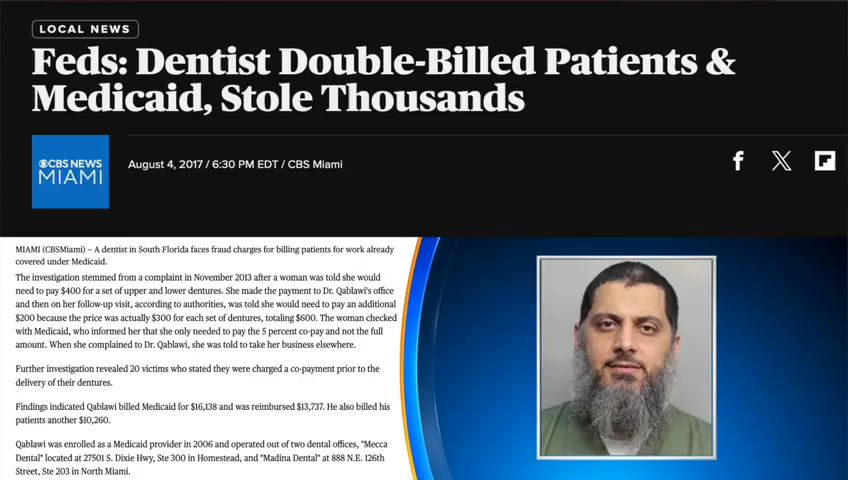 LOCAL NEWS
Feds: Dentist Double-Billed Patients &
Medicaid, Stole Thousands
CBS NEWS
MIAMI
August 4, 2017 / 6:30 PM EDT / CBS Miami
MIAMI (CBSMiami) – A dentist in South Florida faces fraud charges for billing patients for work already
covered under Medicaid.
The investigation stemmed from a complaint in November 2013 after a woman was told she would
need to pay $400 for a set of upper and lower dentures. She made the payment to Dr. Qablawi's office
and then on her follow-up visit, according to authorities, was told she would need to pay an additional
$200 because the price was actually $300 for each set of dentures, totaling $600. The woman checked
with Medicaid, who informed her that she only needed to pay the 5 percent co-pay and not the full
amount. When she complained to Dr. Qablawi, she was told to take her business elsewhere.
Further investigation revealed 20 victims who stated they were charged a co-payment prior to the
delivery of their dentures.
Findings indicated Qablawi billed Medicaid for $16,138 and was reimbursed $13,737. He also billed his
patients another $10,260.
Qablawi was enrolled as a Medicaid provider in 2006 and operated out of two dental offices, "Mecca
Dental" located at 27501 S. Dixie Hwy, Ste 300 in Homestead, and "Madina Dental" at 888 N.E. 126th
Street, Ste 203 in North Miami.